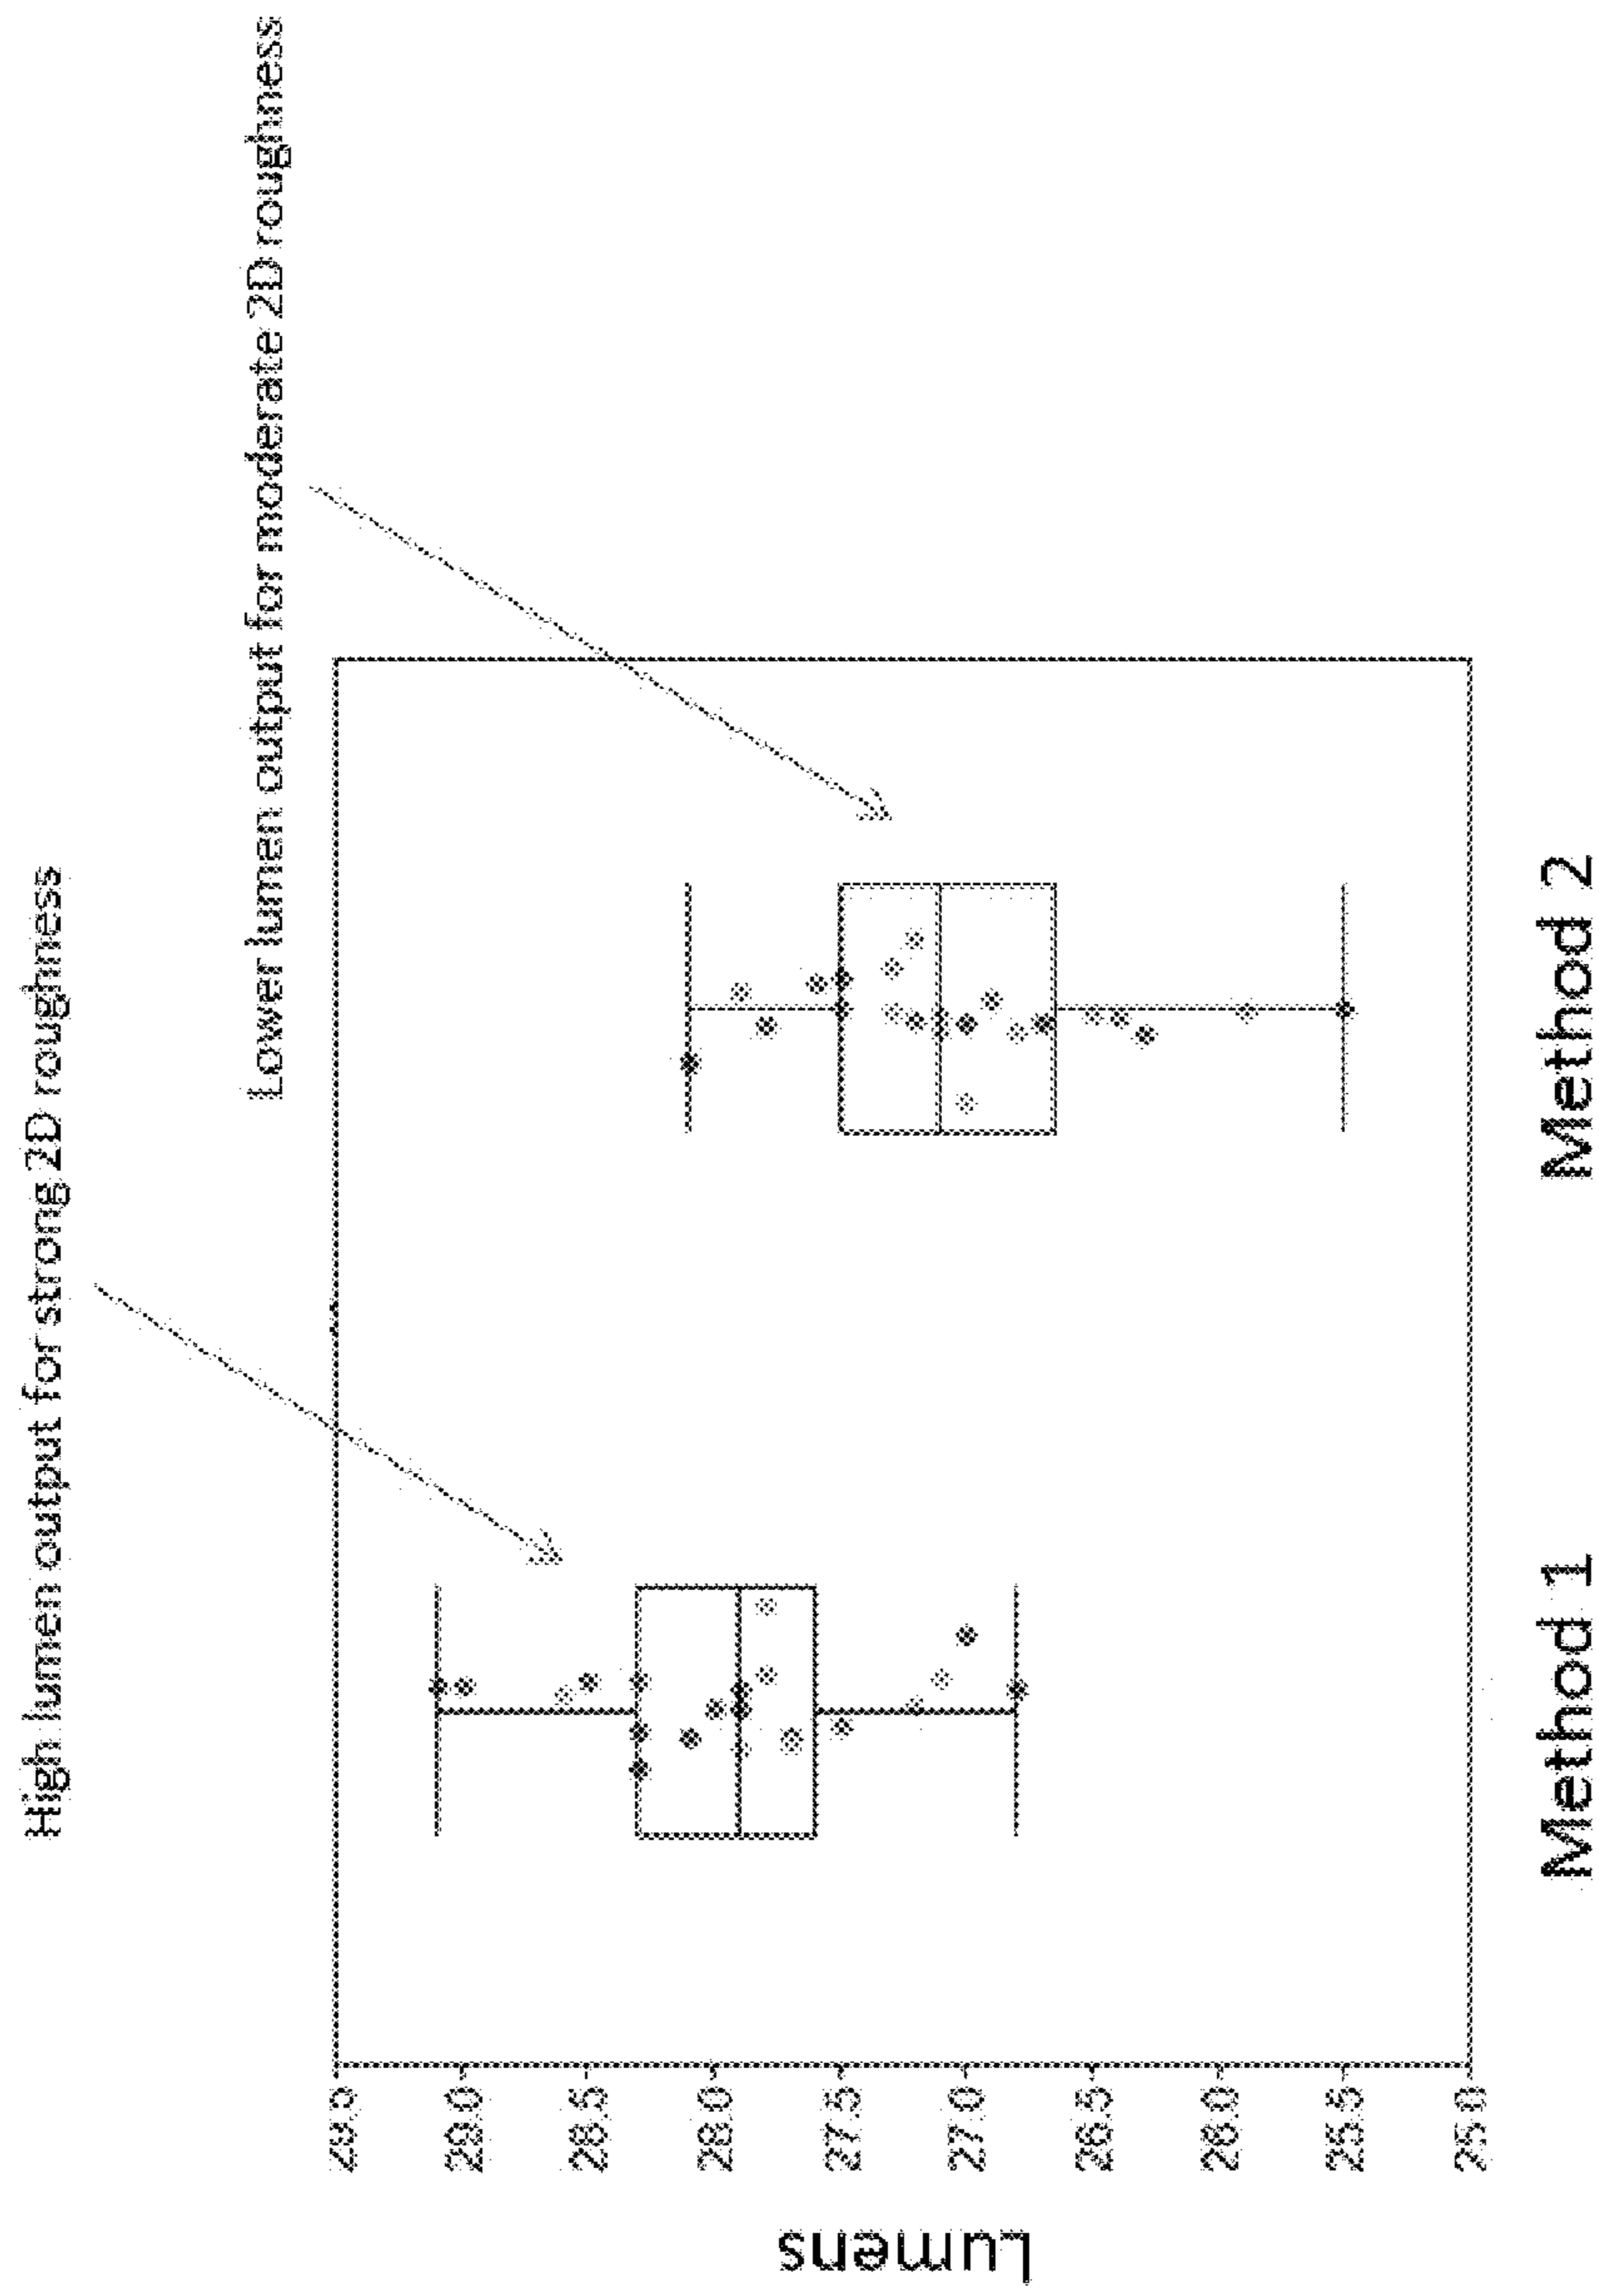 High lumen output for strong 2D roughness
Lower lumen output for moderate 2D roughness
29.5
29.0
28.5
28.0
27.5
27.0
26.5
26.0
25.5
25.0
Lumens
Method 1
Method 2